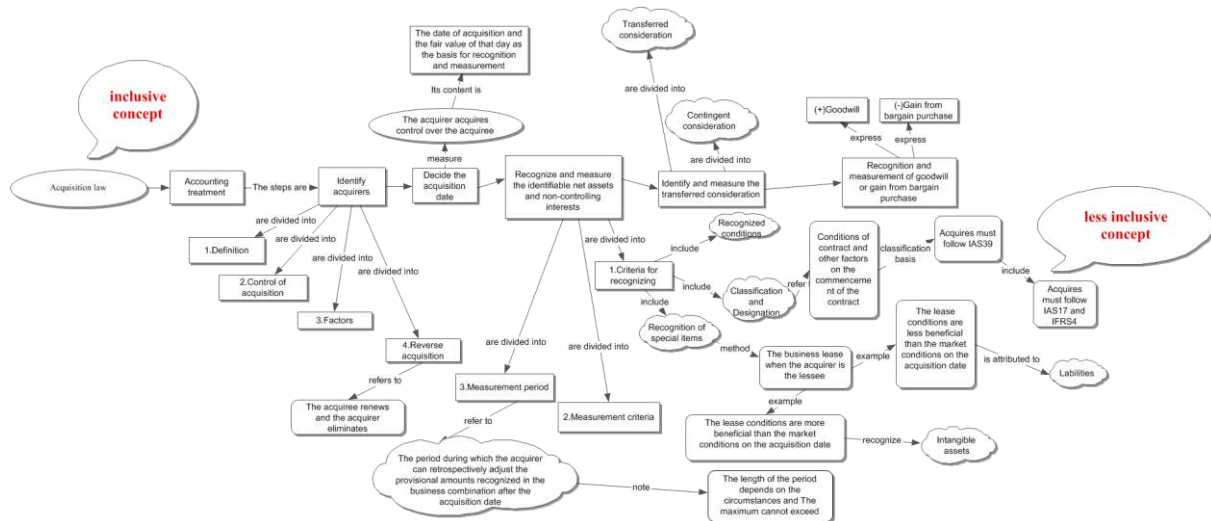 inclusive
concept
Acquisition law
Accounting
treatment
The steps are
Identify
acquirers
The date of acquisition and
the fair value of that day as
the basis for recognition
and measurement
Its content is
The acquirer acquires
control over the acquiree
measure
Decide the
acquisition
date
Recognize and measure
the identifiable net assets
and non-controlling
interests
Transferred
consideration
are divided into
Contingent
consideration
are divided into
Identify and measure the
transferred consideration
(+)Goodwill
(-)Gain from
bargain purchase
express
express
Recognition and
measurement of goodwill
or gain from bargain
purchase
less inclusive
concept
are divided into
1.Definition
are divided into
2.Control of
acquisition
are divided into
3.Factors
are divided into
4.Reverse
acquisition
refers to
The acquiree renews
and the acquirer
eliminates
are divided into
1.Criteria for
recognizing
include
Recognized
conditions
include
Classification
and
Designation
refer to
Conditions of
contract and
other factors
on the
commenceme
nt of the
contract
classification
basis
Acquires must
follow IAS39
include
Acquires
must follow
IAS17 and
IFRS4
include
Recognition of
special items
method
The business lease
when the acquirer is
the lessee
example
The lease
conditions are
less beneficial
than the market
conditions on the
acquisition date
is attributed to
Labilities
example
The lease conditions are more
beneficial than the market
conditions on the acquisition date
recognize
Intangible
assets
are divided into
2.Measurement criteria
are divided into
3.Measurement period
refer to
The period during which the acquirer
can retrospectively adjust the
provisional amounts recognized in the
business combination after the
acquisition date
note
The length of the period
depends on the
circumstances and The
maximum cannot exceed